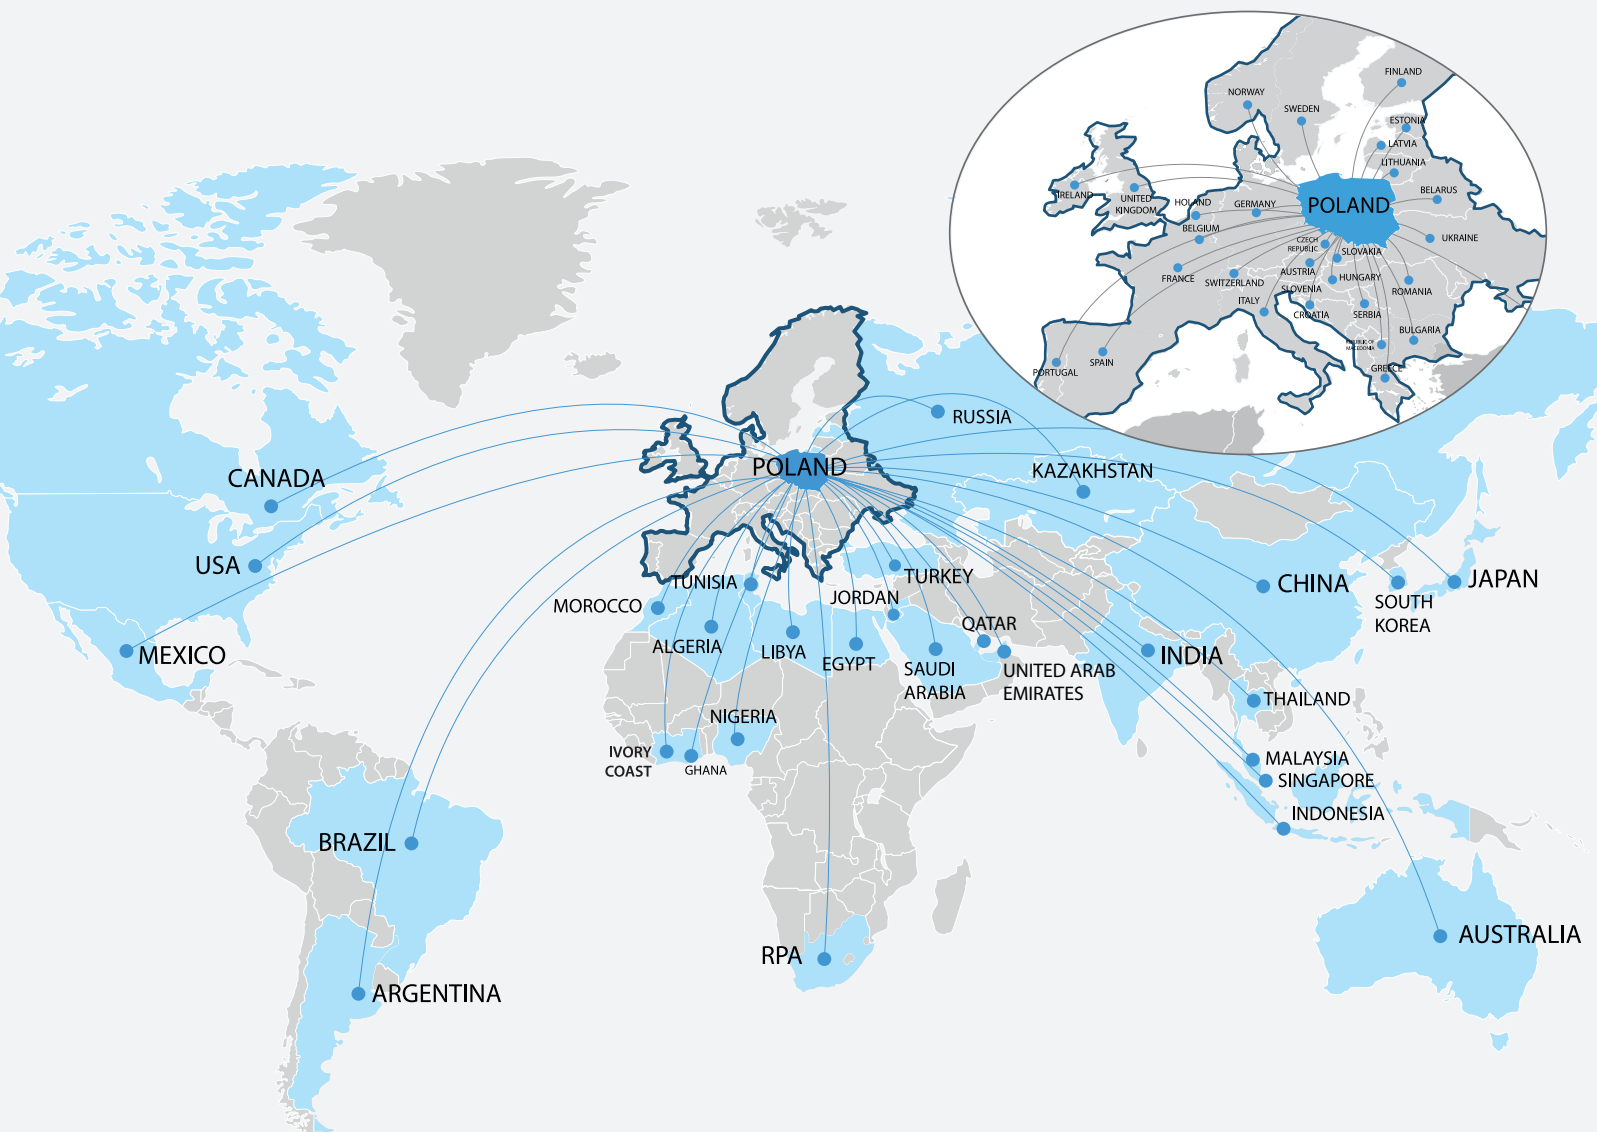 FINLAND
NORWAY
SWEDEN
ESTONIA
LATVIA
LITHUANIA
IRELAND
UNITED
KINGDOM
HOLAND
GERMANY
POLAND
BELARUS
BELGIUM
UKRAINE
CZECH
REPUBLIC
SLOVAKIA
FRANCE
SWITZERLAND
AUSTRIA
HUNGARY
SLOVENIA
ROMANIA
ITALY
CROATIA
SERBIA
BULGARIA
REPUBLIC OF
MACEDONIA
PORTUGAL
SPAIN
GREECE
RUSSIA
POLAND
KAZAKHSTAN
CANADA
USA
MEXICO
TUNISIA
MOROCCO
ALGERIA
LIBYA
EGYPT
JORDAN
TURKEY
QATAR
SAUDI
ARABIA
UNITED ARAB
EMIRATES
CHINA
SOUTH
KOREA
JAPAN
INDIA
THAILAND
NIGERIA
IVORY
COAST
GHANA
MALAYSIA
SINGAPORE
INDONESIA
BRAZIL
ARGENTINA
RPA
AUSTRALIA